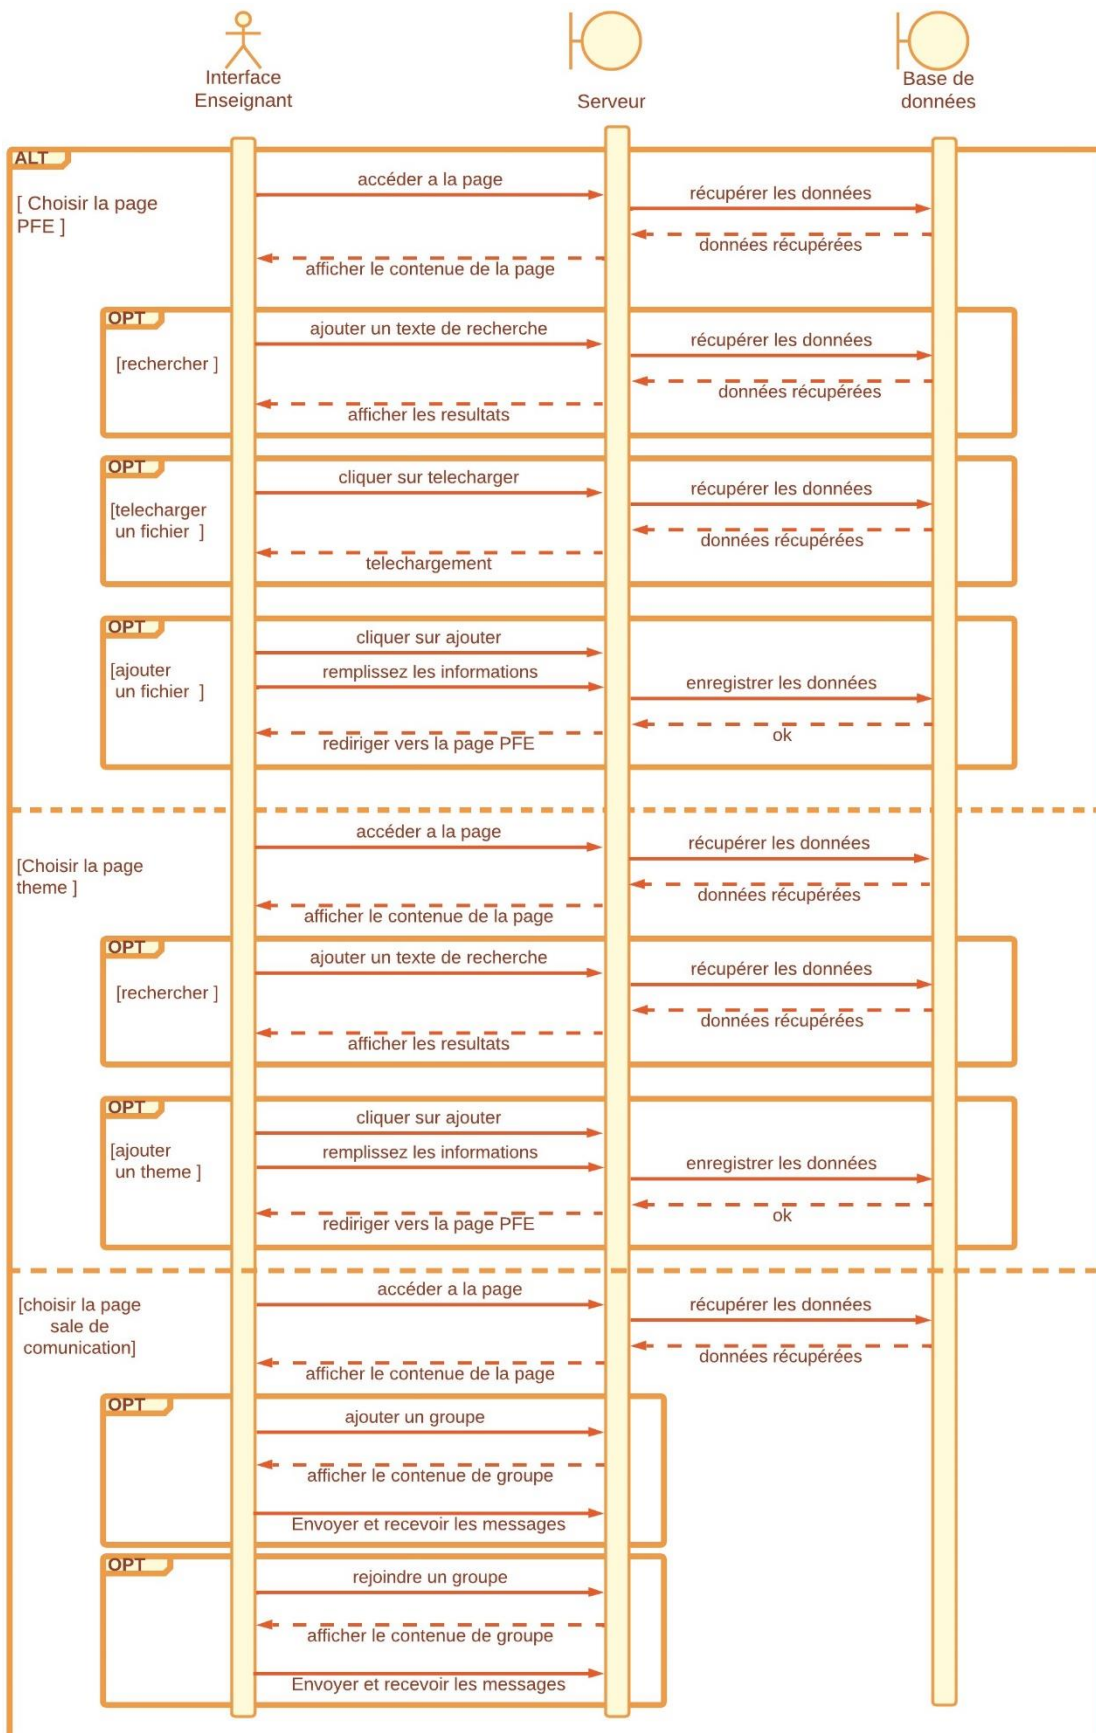 Interface
Enseignant
Serveur
Base de
données
ALT
[ Choisir la page
PFE ]
accéder a la page
récupérer les données
données récupérées
afficher le contenue de la page
OPT
[rechercher ]
ajouter un texte de recherche
récupérer les données
données récupérées
afficher les resultats
OPT
[telecharger
un fichier ]
cliquer sur telecharger
récupérer les données
données récupérées
telechargement
OPT
[ajouter
un fichier ]
cliquer sur ajouter
remplissez les informations
enregistrer les données
ok
rediriger vers la page PFE
[Choisir la page
theme ]
accéder a la page
récupérer les données
données récupérées
afficher le contenue de la page
OPT
[rechercher ]
ajouter un texte de recherche
récupérer les données
données récupérées
afficher les resultats
OPT
[ajouter
un theme ]
cliquer sur ajouter
remplissez les informations
enregistrer les données
ok
rediriger vers la page PFE
[choisir la page
sale de
comunication]
accéder a la page
récupérer les données
données récupérées
afficher le contenue de la page
OPT
ajouter un groupe
afficher le contenue de groupe
Envoyer et recevoir les messages
OPT
rejoindre un groupe
afficher le contenue de groupe
Envoyer et recevoir les messages